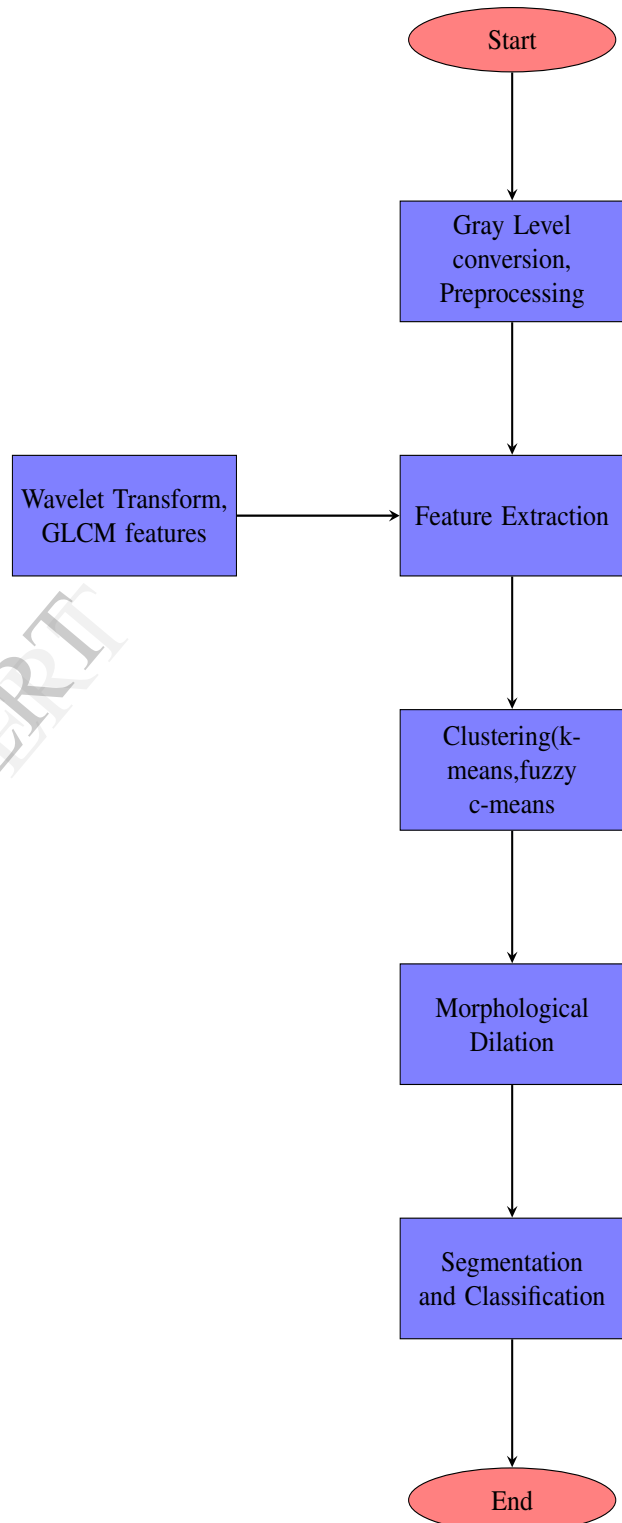 Start
Gray Level
conversion,
Preprocessing
Wavelet Transform,
GLCM features
Feature Extraction
Clustering(k-
means,fuzzy
c-means
Morphological
Dilation
Segmentation
and Classification
End